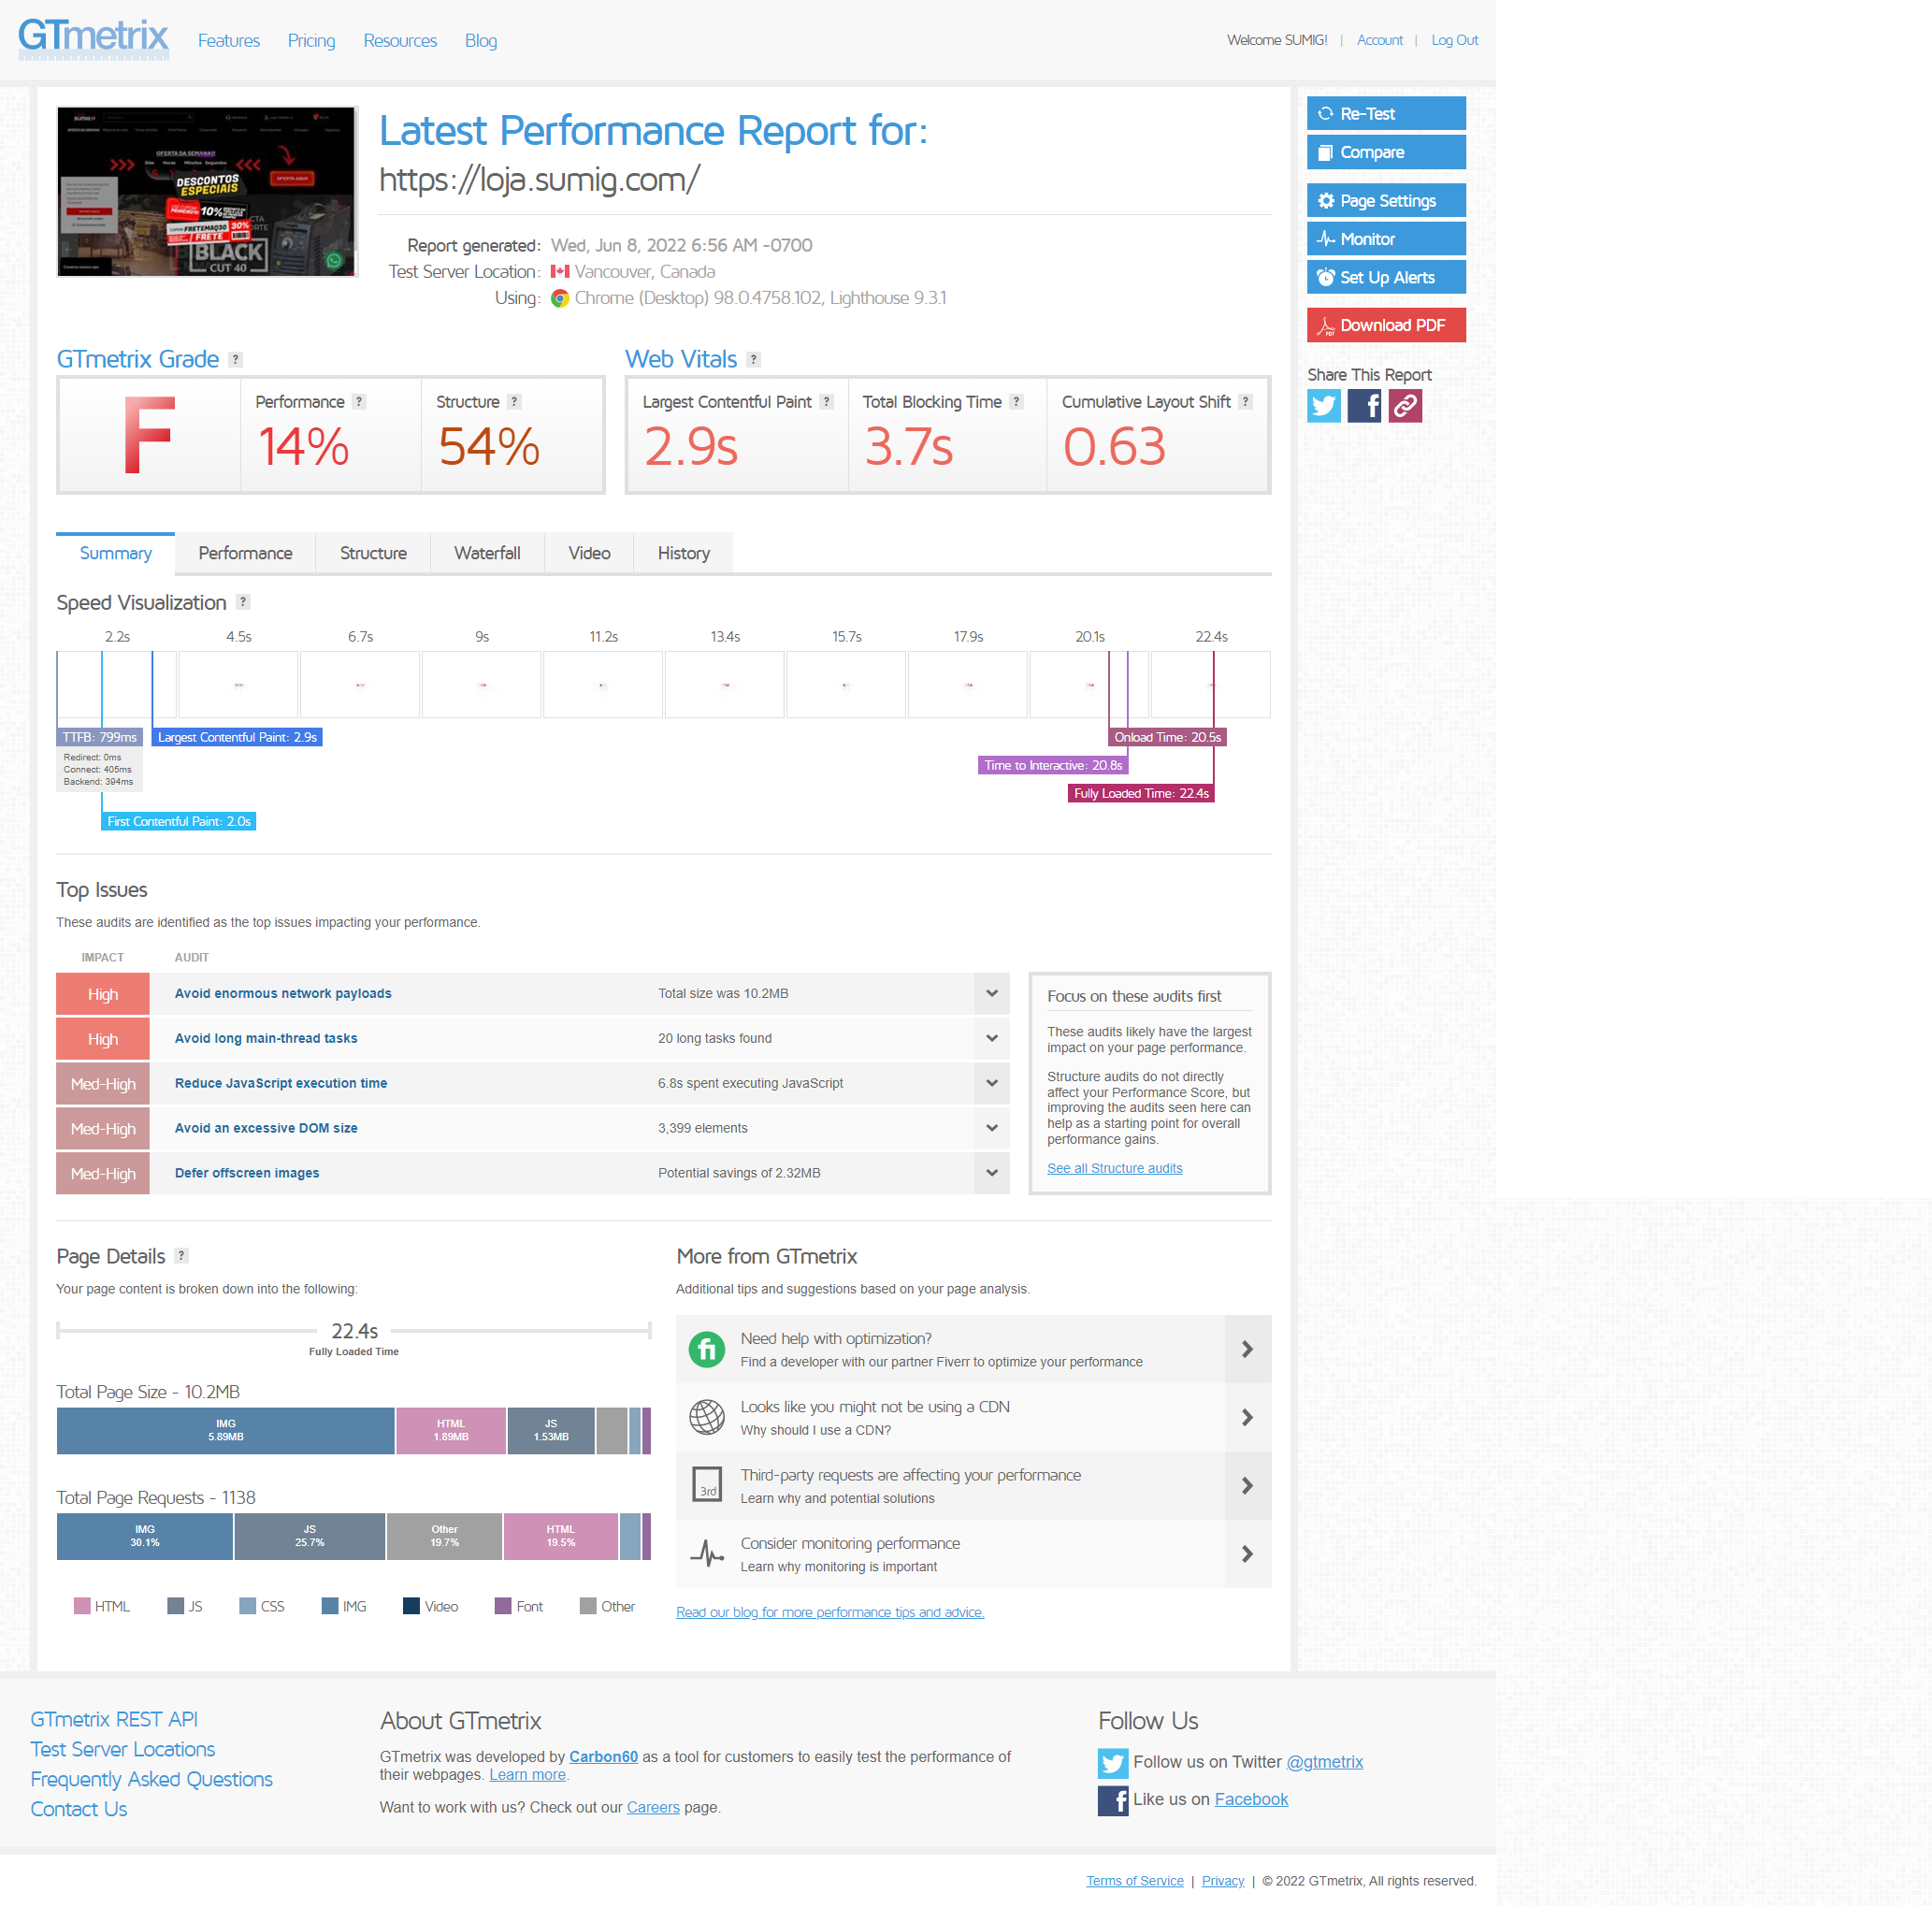 GTmetrix
Features Pricing Resources Blog
Welcome SUMIG! | Account | Log Out
Re-Test
Compare
Page Settings
Monitor
Set Up Alerts
Download PDF
Share This Report
OFERTA DA SEMANA!!
Dias Horas Minutos Segundos
DESCONTOS
ESPECIAIS
10%
30%
FRETE
BLACK
CUT 40
Latest Performance Report for:
https://loja.sumig.com/
Report generated: Wed, Jun 8, 2022 6:56 AM -0700
Test Server Location: Vancouver, Canada
Using: Chrome (Desktop) 98.0.4758.102, Lighthouse 9.3.1
GTmetrix Grade ?
F
Performance ?
14%
Structure ?
54%
Web Vitals ?
Largest Contentful Paint ?
2.9s
Total Blocking Time ?
3.7s
Cumulative Layout Shift ?
0.63
Summary Performance Structure Waterfall Video History
Speed Visualization ?
2.2s 4.5s 6.7s 9s 11.2s 13.4s 15.7s 17.9s 20.1s 22.4s
TTFB: 799ms
Redirect: 0ms
Connect: 405ms
Backend: 394ms
Largest Contentful Paint: 2.9s
Onload Time: 20.5s
Time to Interactive: 20.8s
Fully Loaded Time: 22.4s
First Contentful Paint: 2.0s
Top Issues
These audits are identified as the top issues impacting your performance.
IMPACT AUDIT
High Avoid enormous network payloads Total size was 10.2MB
High Avoid long main-thread tasks 20 long tasks found
Med-High Reduce JavaScript execution time 6.8s spent executing JavaScript
Med-High Avoid an excessive DOM size 3,399 elements
Med-High Defer offscreen images Potential savings of 2.32MB
Focus on these audits first
These audits likely have the largest
impact on your page performance.
Structure audits do not directly
affect your Performance Score, but
improving the audits seen here can
help as a starting point for overall
performance gains.
See all Structure audits
Page Details ?
Your page content is broken down into the following:
22.4s
Fully Loaded Time
Total Page Size - 10.2MB
IMG
5.89MB
HTML
1.89MB
JS
1.53MB
Total Page Requests - 1138
IMG
30.1%
JS
25.7%
Other
19.7%
HTML
19.5%
HTML JS CSS IMG Video Font Other
More from GTmetrix
Additional tips and suggestions based on your page analysis.
fi
Need help with optimization?
Find a developer with our partner Fiverr to optimize your performance
Looks like you might not be using a CDN
Why should I use a CDN?
3rd
Third-party requests are affecting your performance
Learn why and potential solutions
Consider monitoring performance
Learn why monitoring is important
Read our blog for more performance tips and advice.
GTmetrix REST API
Test Server Locations
Frequently Asked Questions
Contact Us
About GTmetrix
GTmetrix was developed by Carbon60 as a tool for customers to easily test the performance of
their webpages. Learn more.
Want to work with us? Check out our Careers page.
Follow Us
Follow us on Twitter @gtmetrix
Like us on Facebook
Terms of Service | Privacy | © 2022 GTmetrix, All rights reserved.